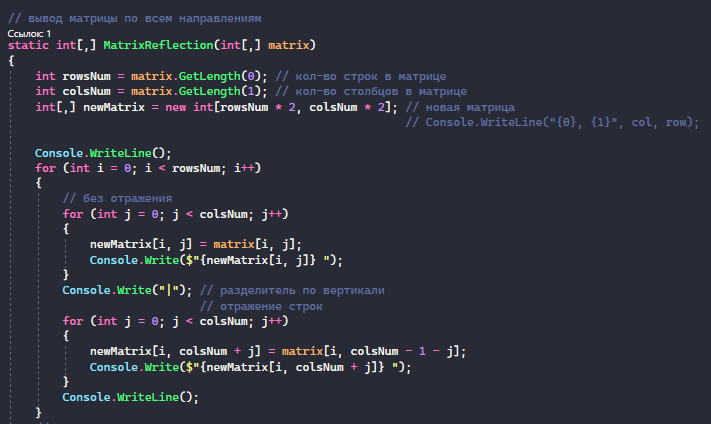 // вывод матрицы по всем направлениям
Ссылок: 1
static int[,] MatrixReflection(int[,] matrix)
{
int rowsNum = matrix.GetLength(0); // кол-во строк в матрице
int colsNum = matrix.GetLength(1); // кол-во столбцов в матрице
int[,] newMatrix = new int[rowsNum * 2, colsNum * 2]; // новая матрица
// Console.WriteLine("{0}, {1}", col, row);
Console.WriteLine();
for (int i = 0; i < rowsNum; i++)
{
// без отражения
for (int j = 0; j < colsNum; j++)
{
newMatrix[i, j] = matrix[i, j];
Console.Write($"{newMatrix[i, j]} ");
}
Console.Write("|"); // разделитель по вертикали
// отражение строк
for (int j = 0; j < colsNum; j++)
{
newMatrix[i, colsNum + j] = matrix[i, colsNum - 1 - j];
Console.Write($"{newMatrix[i, colsNum + j]} ");
}
Console.WriteLine();
}